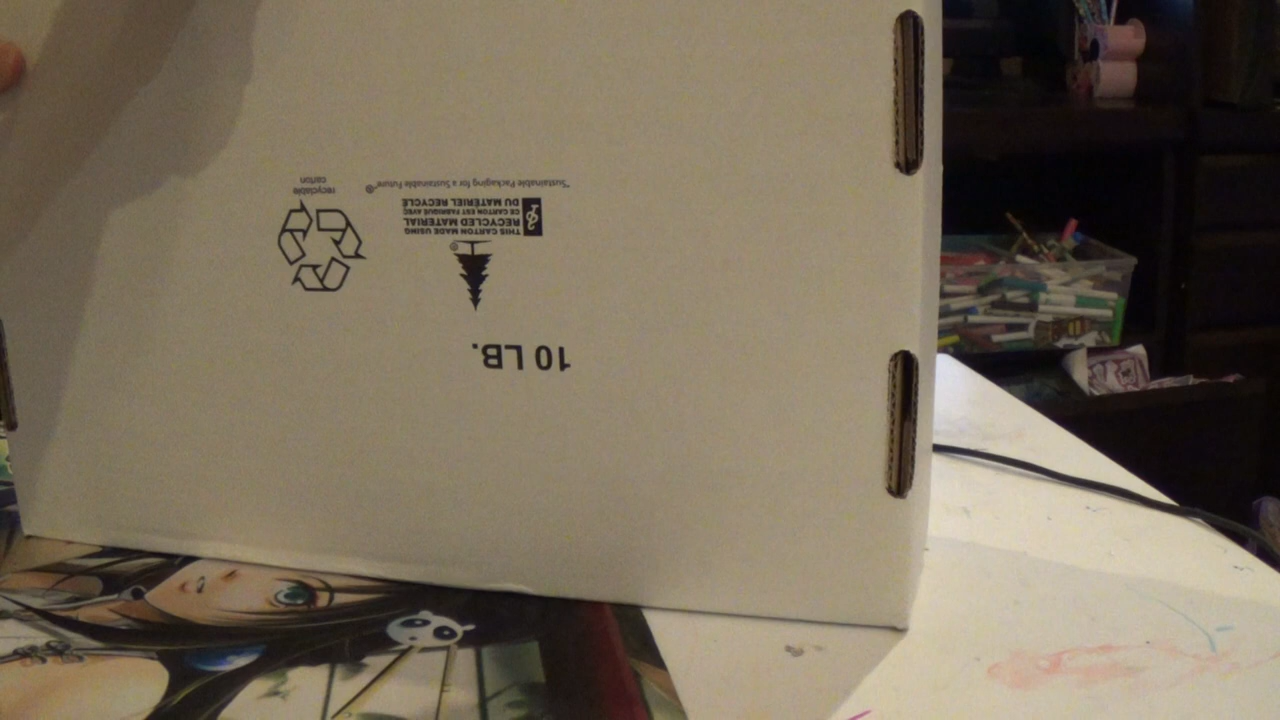 10 LB.
THIS CARTON MADE USING
RECYCLED MATERIAL
CE CARTON EST FABRIQUÉ AVEC
DU MATÉRIEL RECYCLÉ
"Sustainable Packaging for a Sustainable Future"®
recyclable
carton